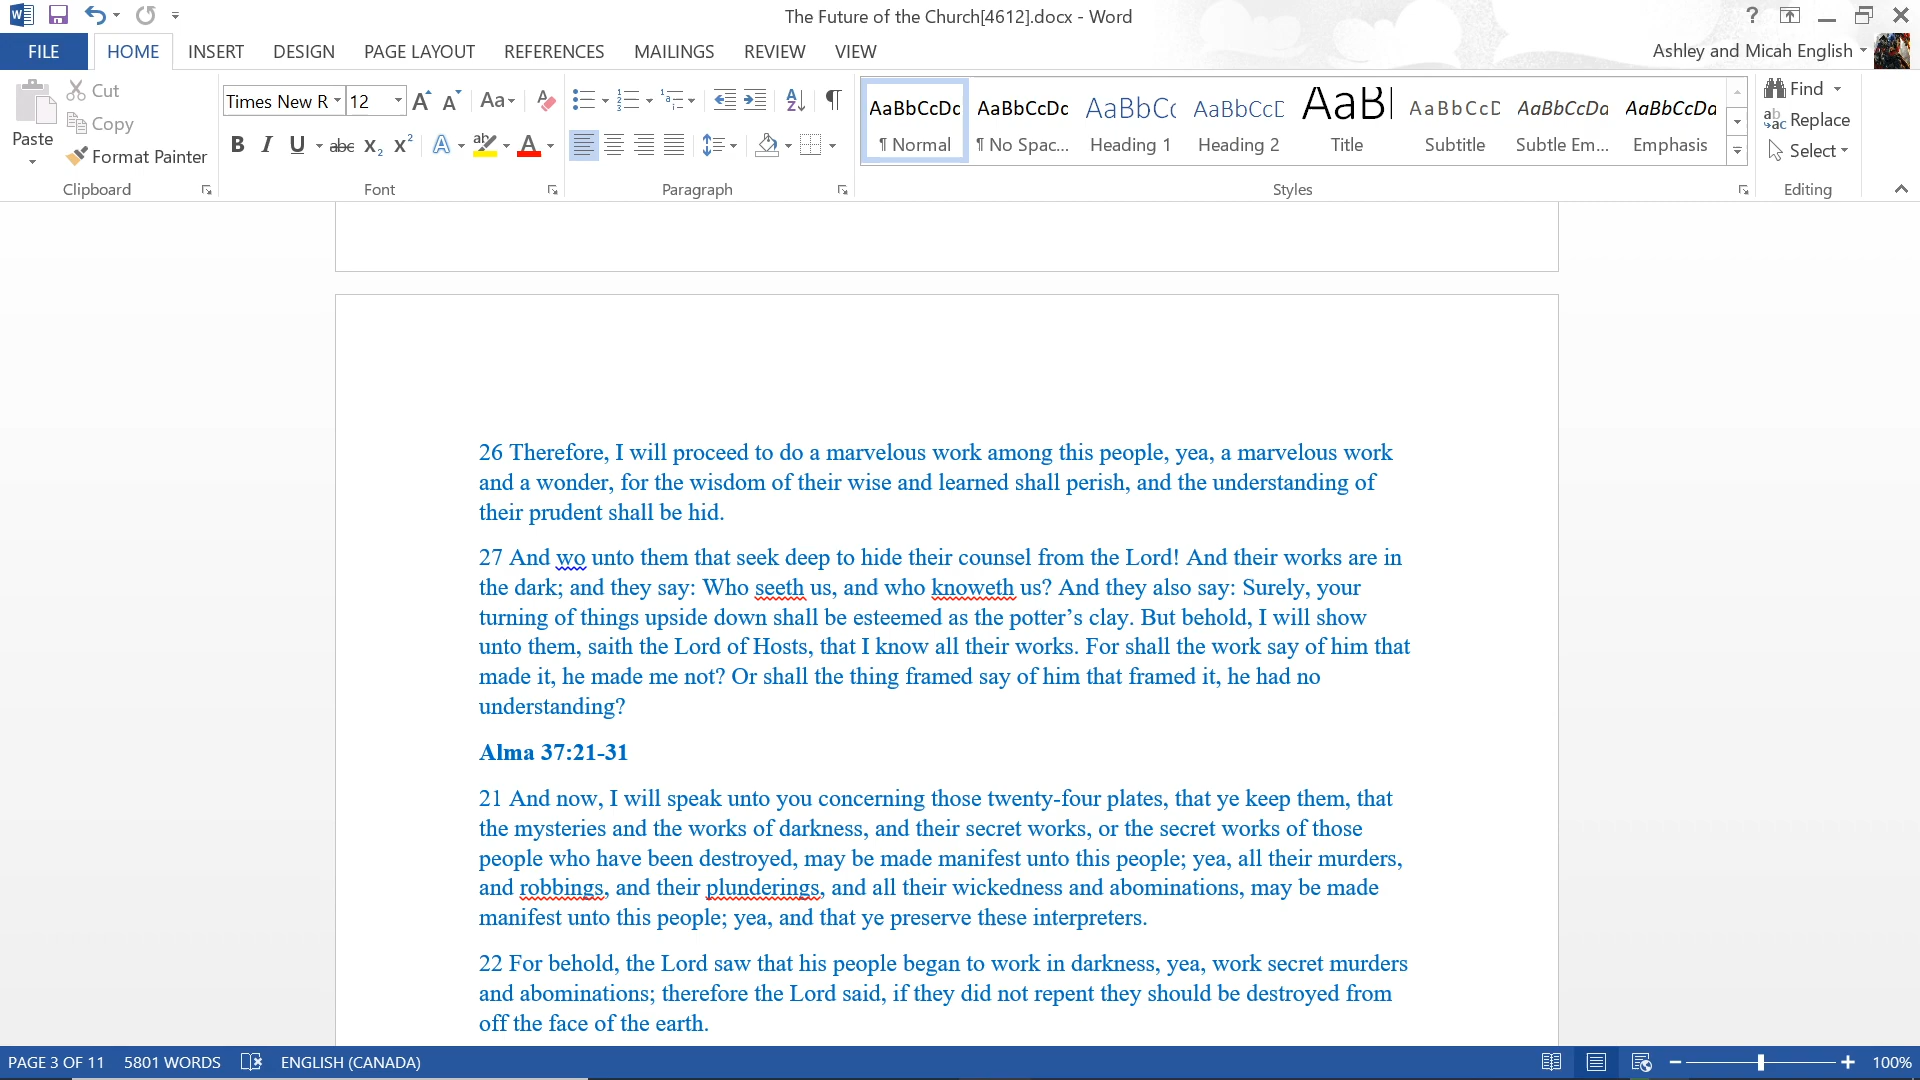 The Future of the Church[4612].docx - Word
FILE HOME INSERT DESIGN PAGE LAYOUT REFERENCES MAILINGS REVIEW VIEW
Ashley and Micah English
Paste
Cut
Copy
Format Painter
Clipboard
Times New R 12
Font
Paragraph
AaBbCcDc AaBbCcDc AaBbCc AaBbCcD AaBl AaBbCcD AaBbCcDd AaBbCcDd
¶ Normal ¶ No Spac... Heading 1 Heading 2 Title Subtitle Subtle Em... Emphasis
Styles
Find
Replace
Select
Editing
26 Therefore, I will proceed to do a marvelous work among this people, yea, a marvelous work
and a wonder, for the wisdom of their wise and learned shall perish, and the understanding of
their prudent shall be hid.
27 And wo unto them that seek deep to hide their counsel from the Lord! And their works are in
the dark; and they say: Who seeth us, and who knoweth us? And they also say: Surely, your
turning of things upside down shall be esteemed as the potter’s clay. But behold, I will show
unto them, saith the Lord of Hosts, that I know all their works. For shall the work say of him that
made it, he made me not? Or shall the thing framed say of him that framed it, he had no
understanding?
Alma 37:21-31
21 And now, I will speak unto you concerning those twenty-four plates, that ye keep them, that
the mysteries and the works of darkness, and their secret works, or the secret works of those
people who have been destroyed, may be made manifest unto this people; yea, all their murders,
and robbings, and their plunderings, and all their wickedness and abominations, may be made
manifest unto this people; yea, and that ye preserve these interpreters.
22 For behold, the Lord saw that his people began to work in darkness, yea, work secret murders
and abominations; therefore the Lord said, if they did not repent they should be destroyed from
off the face of the earth.
PAGE 3 OF 11 5801 WORDS ENGLISH (CANADA) 100%